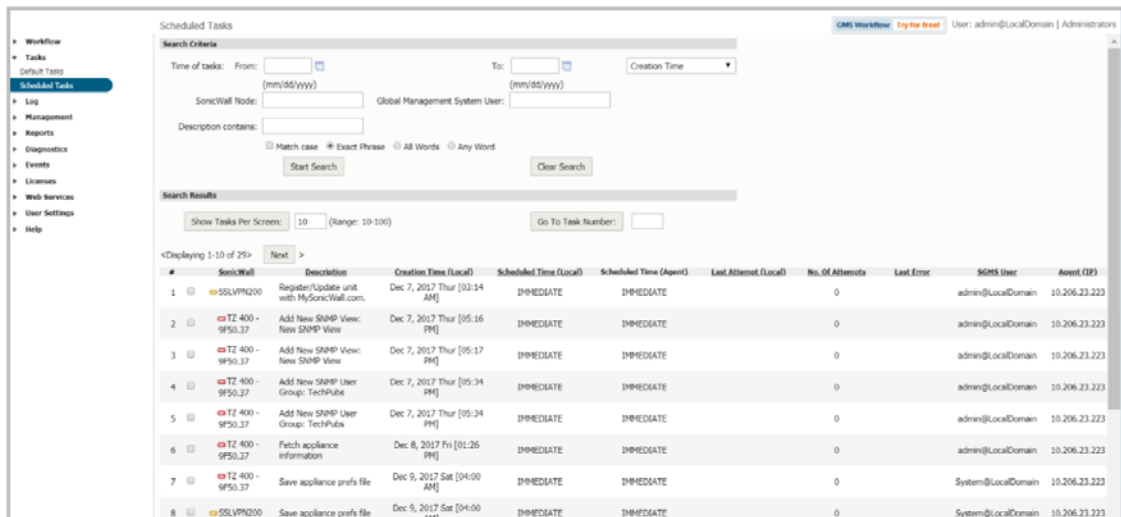 Scheduled Tasks
GMS Workflow Try for free! User: admin@LocalDomain | Administrators
Workflow
Tasks
Default Tasks
Scheduled Tasks
Log
Management
Reports
Diagnostics
Events
Licenses
Web Services
User Settings
Help
Search Criteria
Time of tasks: From: To: Creation Time
(mm/dd/yyyy) (mm/dd/yyyy)
SonicWall Node: Global Management System User:
Description contains:
Match case Exact Phrase All Words Any Word
Start Search Clear Search
Search Results
Show Tasks Per Screen: 10 (Range: 10-100) Go To Task Number:
<Displaying 1-10 of 29> Next >
# SonicWall Description Creation Time (Local) Scheduled Time (Local) Scheduled Time (Agent) Last Attempt (Local) No. Of Attempts Last Error SGMS User Agent (IP)
1 SSLVPN200 Register/Update unit with MySonicWall.com. Dec 7, 2017 Thur [03:14 AM] IMMEDIATE IMMEDIATE 0 admin@LocalDomain 10.206.23.223
2 TZ 400 - 9F50.37 Add New SNMP View: New SNMP View Dec 7, 2017 Thur [05:16 PM] IMMEDIATE IMMEDIATE 0 admin@LocalDomain 10.206.23.223
3 TZ 400 - 9F50.37 Add New SNMP View: New SNMP View Dec 7, 2017 Thur [05:17 PM] IMMEDIATE IMMEDIATE 0 admin@LocalDomain 10.206.23.223
4 TZ 400 - 9F50.37 Add New SNMP User Group: TechPubs Dec 7, 2017 Thur [05:34 PM] IMMEDIATE IMMEDIATE 0 admin@LocalDomain 10.206.23.223
5 TZ 400 - 9F50.37 Add New SNMP User Group: TechPubs Dec 7, 2017 Thur [05:34 PM] IMMEDIATE IMMEDIATE 0 admin@LocalDomain 10.206.23.223
6 TZ 400 - 9F50.37 Fetch appliance information Dec 8, 2017 Fri [01:26 PM] IMMEDIATE IMMEDIATE 0 admin@LocalDomain 10.206.23.223
7 TZ 400 - 9F50.37 Save appliance prefs file Dec 9, 2017 Sat [04:00 AM] IMMEDIATE IMMEDIATE 0 System@LocalDomain 10.206.23.223
8 SSLVPN200 Save appliance prefs file Dec 9, 2017 Sat [04:00 IMMEDIATE IMMEDIATE 0 System@LocalDomain 10.206.23.223